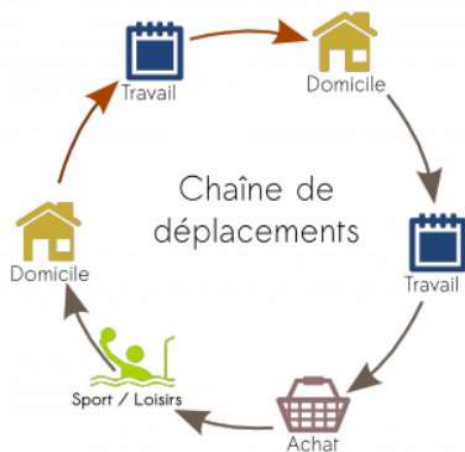 Travail
Domicile
Chaîne de
déplacements
Domicile
Travail
Sport / Loisirs
Achat